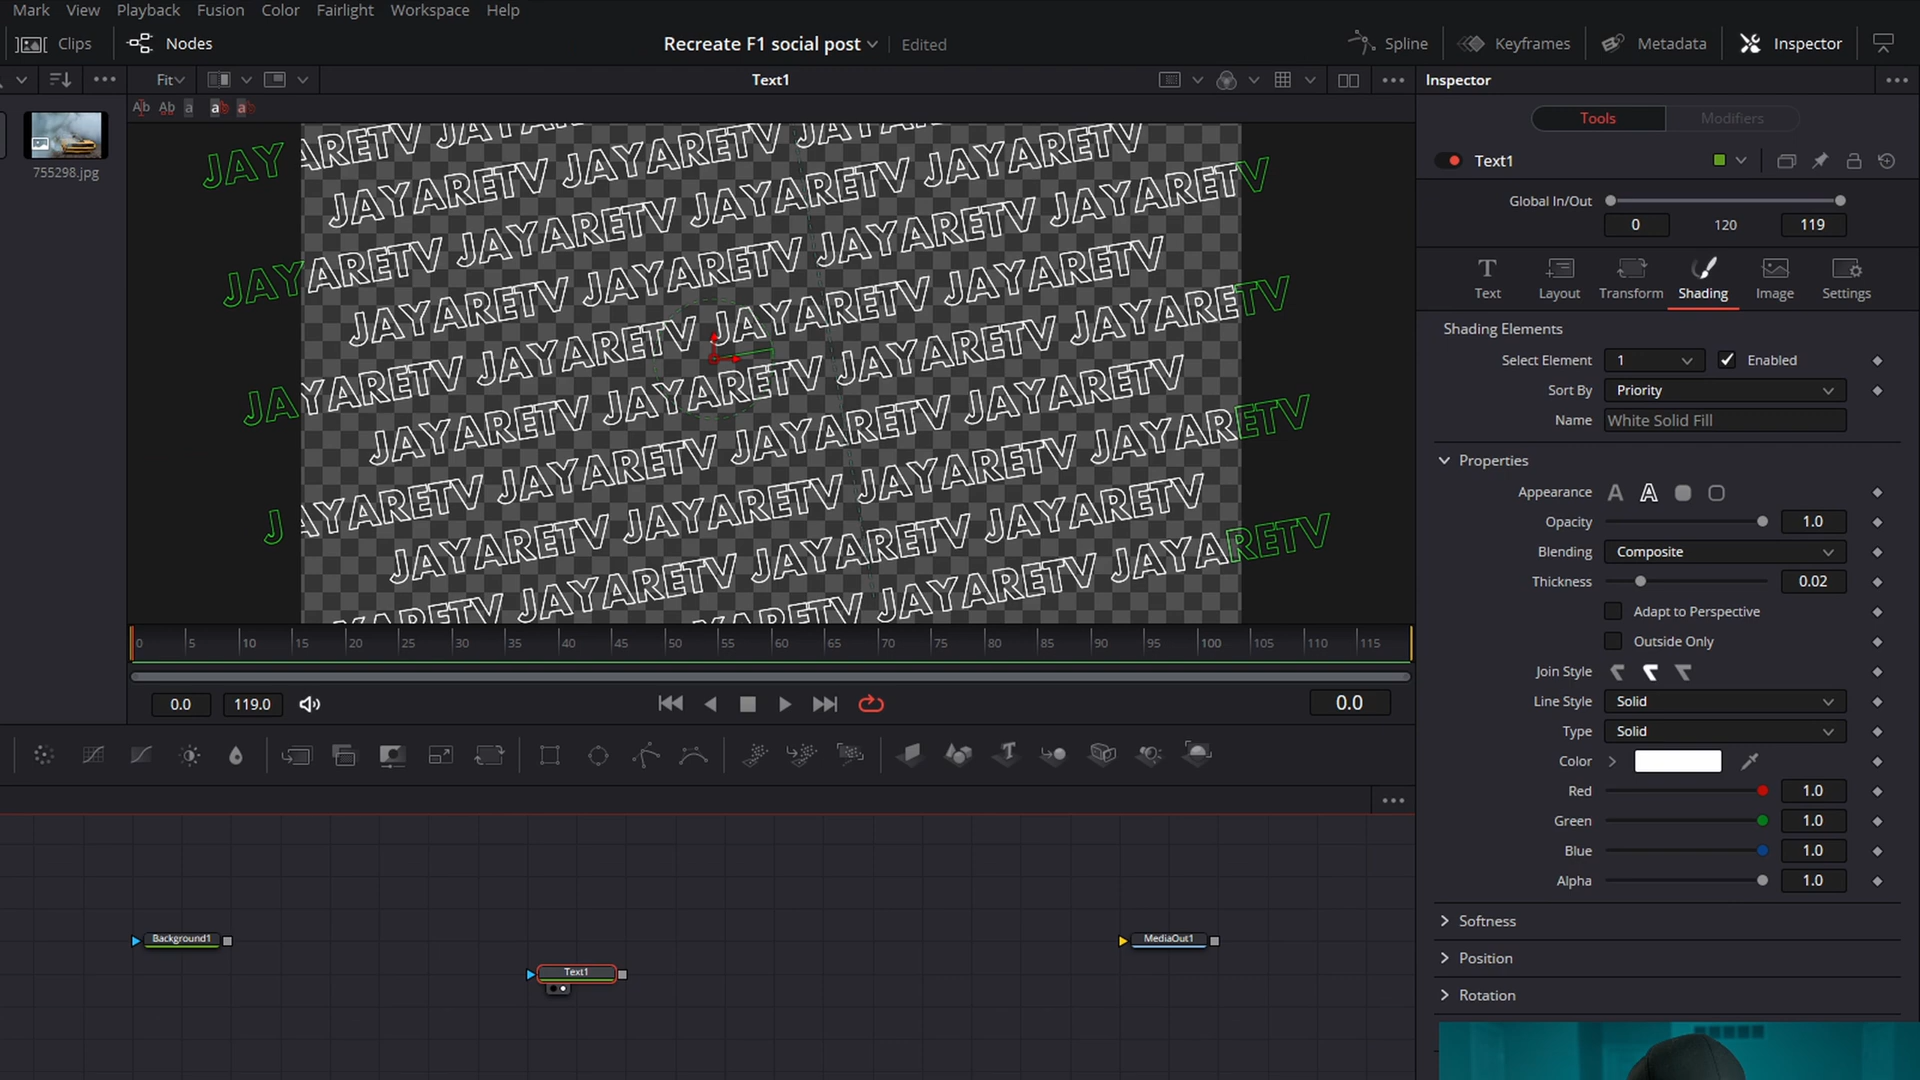 Mark View Playback Fusion Color Fairlight Workspace Help
Clips Nodes Recreate F1 social post Edited Spline Keyframes Metadata Inspector
Fit Text1 Inspector
Ab Ab a a a
Tools Modifiers
755298.jpg
Text1
Global In/Out
0 120 119
Text Layout Transform Shading Image Settings
Shading Elements
Select Element 1 Enabled
Sort By Priority
Name White Solid Fill
Properties
Appearance
Opacity 1.0
Blending Composite
Thickness 0.02
Adapt to Perspective
Outside Only
Join Style
Line Style Solid
Type Solid
Color
Red 1.0
Green 1.0
Blue 1.0
Alpha 1.0
Softness
Position
Rotation
JAYARETV JAYARETV JAYARETV
JAYARETV JAYARETV JAYARETV
JAYARETV JAYARETV JAYARETV
JAYARETV JAYARETV JAYARETV
JAYARETV JAYARETV JAYARETV
JAYARETV JAYARETV JAYARETV
JAYARETV JAYARETV JAYARETV
JAYARETV JAYARETV JAYARETV
0 5 10 15 20 25 30 35 40 45 50 55 60 65 70 75 80 85 90 95 100 105 110 115
0.0 119.0 0.0
Background1 MediaOut1
Text1